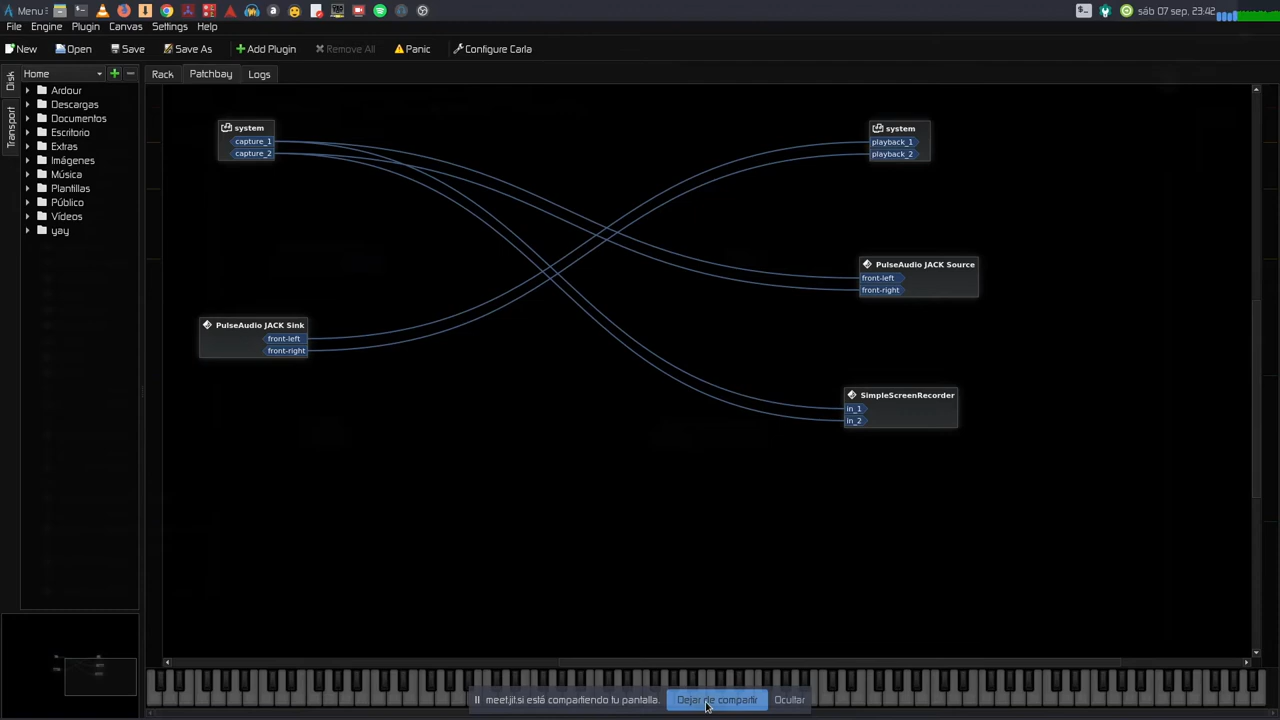 Menu
sáb 07 sep, 23:42
File Engine Plugin Canvas Settings Help
New Open Save Save As Add Plugin Remove All Panic Configure Carla
Disk
Transport
Home
Rack Patchbay Logs
Ardour
Descargas
Documentos
Escritorio
Extras
Imágenes
Música
Plantillas
Público
Vídeos
yay
system
capture_1
capture_2
system
playback_1
playback_2
PulseAudio JACK Source
front-left
front-right
PulseAudio JACK Sink
front-left
front-right
SimpleScreenRecorder
in_1
in_2
meet.jit.si está compartiendo tu pantalla. Dejar de compartir Ocultar